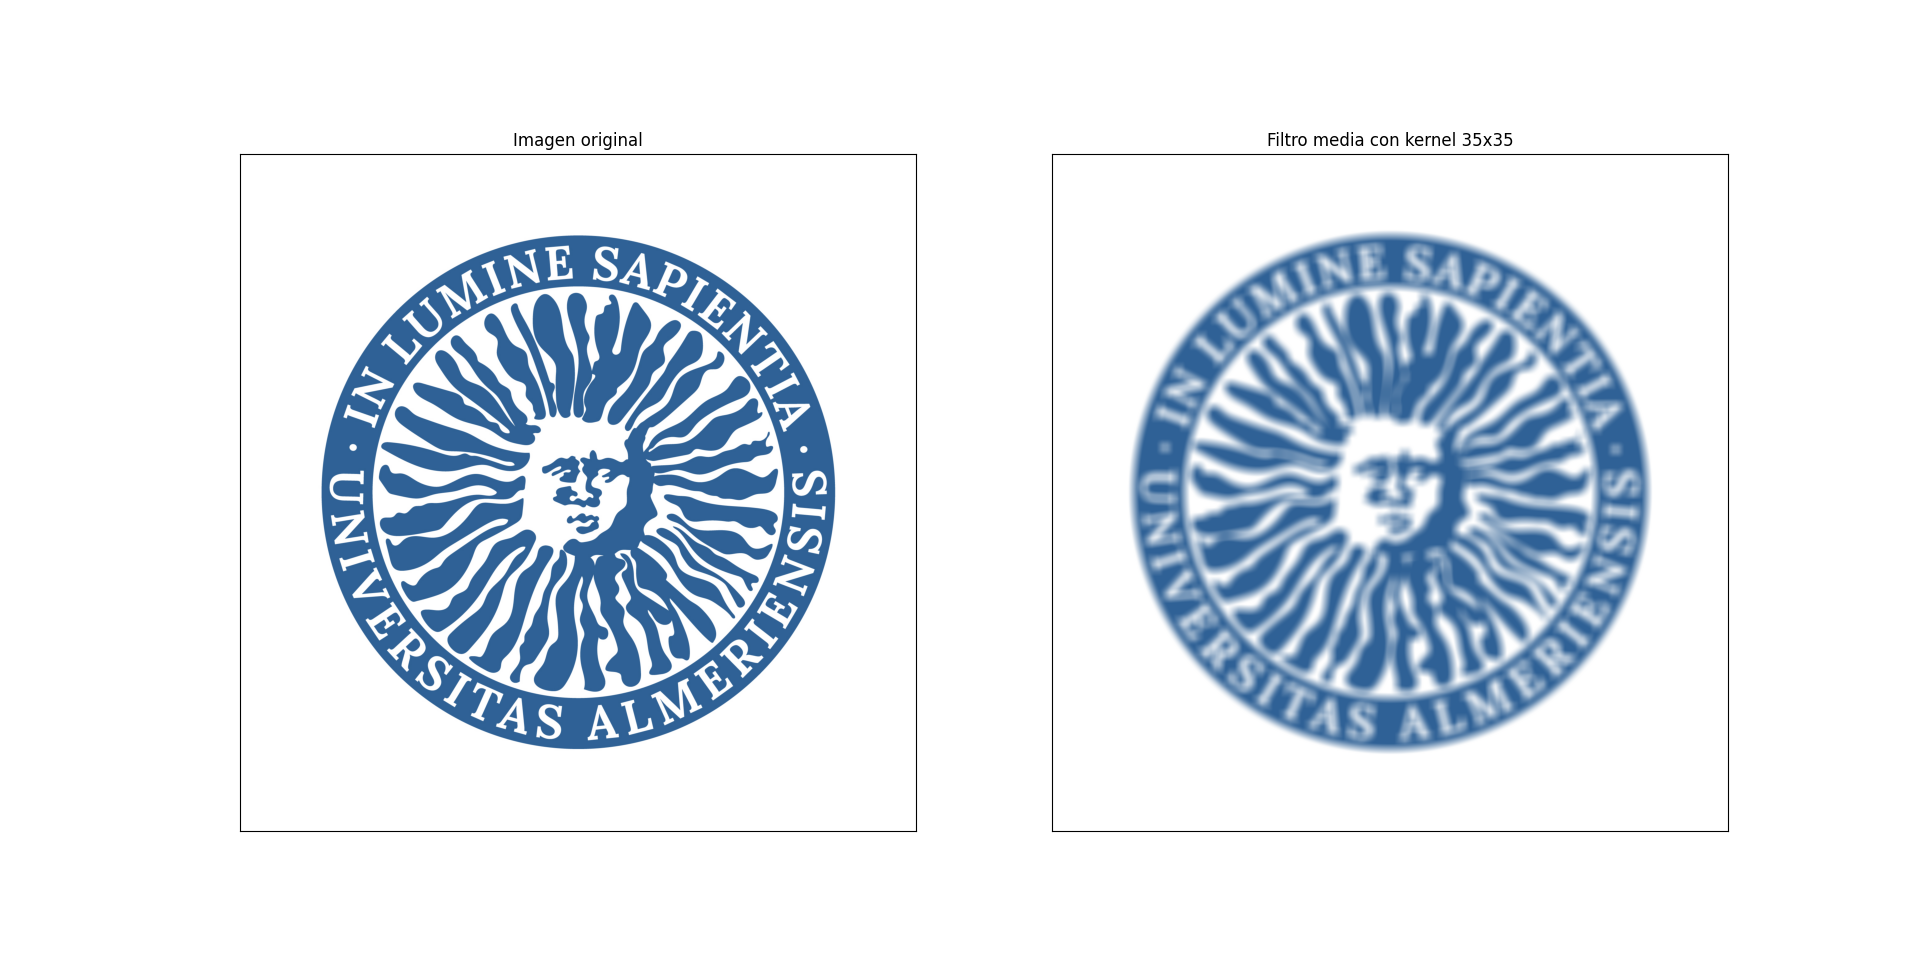 Imagen original
IN LUMINE SAPIENTIA · UNIVERSITAS ALMERIENSIS ·
Filtro media con kernel 35x35
IN LUMINE SAPIENTIA · UNIVERSITAS ALMERIENSIS ·